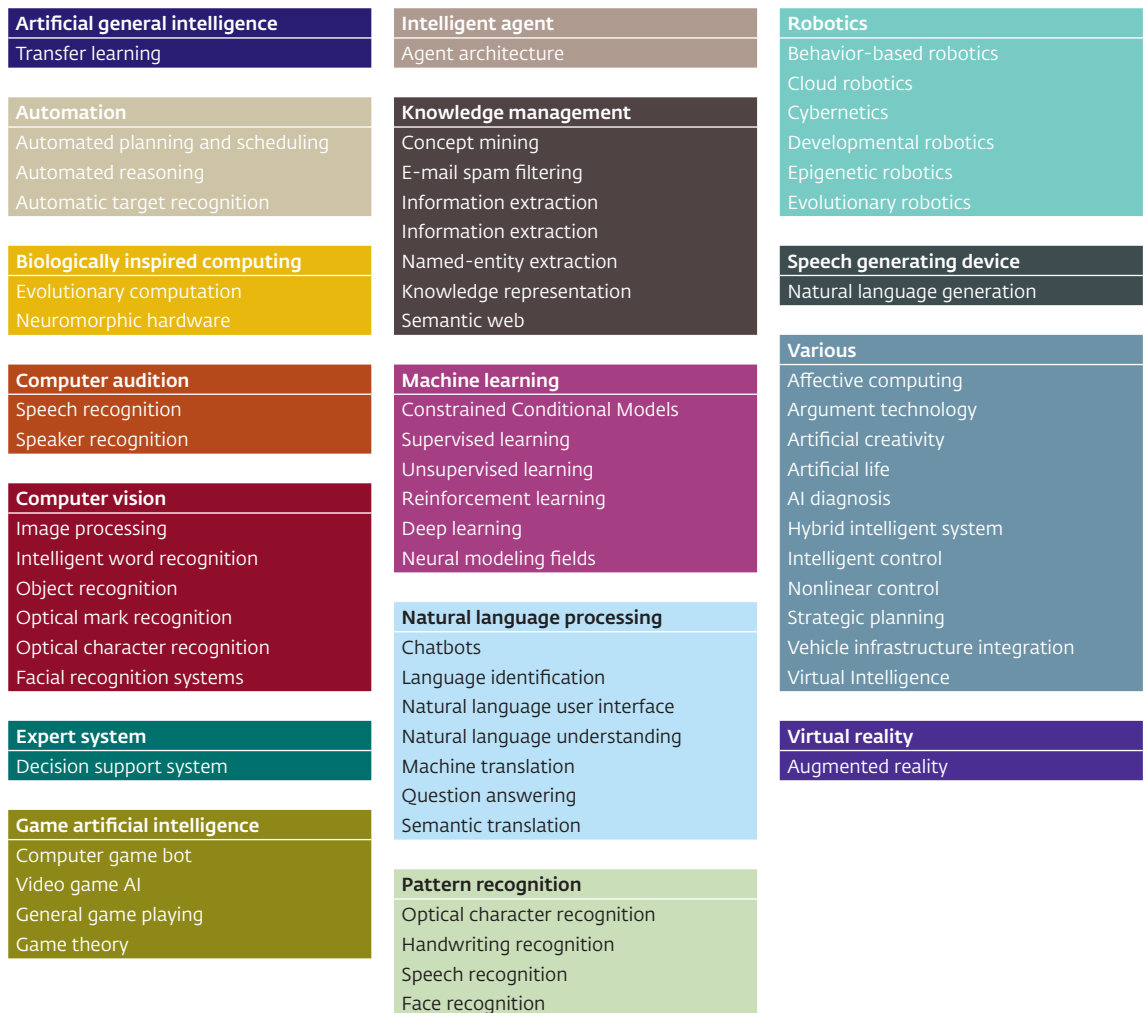 Artificial general intelligence
Transfer learning
Automation
Automated planning and scheduling
Automated reasoning
Automatic target recognition
Biologically inspired computing
Evolutionary computation
Neuromorphic hardware
Computer audition
Speech recognition
Speaker recognition
Computer vision
Image processing
Intelligent word recognition
Object recognition
Optical mark recognition
Optical character recognition
Facial recognition systems
Expert system
Decision support system
Game artificial intelligence
Computer game bot
Video game AI
General game playing
Game theory
Intelligent agent
Agent architecture
Knowledge management
Concept mining
E-mail spam filtering
Information extraction
Information extraction
Named-entity extraction
Knowledge representation
Semantic web
Machine learning
Constrained Conditional Models
Supervised learning
Unsupervised learning
Reinforcement learning
Deep learning
Neural modeling fields
Natural language processing
Chatbots
Language identification
Natural language user interface
Natural language understanding
Machine translation
Question answering
Semantic translation
Pattern recognition
Optical character recognition
Handwriting recognition
Speech recognition
Face recognition
Robotics
Behavior-based robotics
Cloud robotics
Cybernetics
Developmental robotics
Epigenetic robotics
Evolutionary robotics
Speech generating device
Natural language generation
Various
Affective computing
Argument technology
Artificial creativity
Artificial life
AI diagnosis
Hybrid intelligent system
Intelligent control
Nonlinear control
Strategic planning
Vehicle infrastructure integration
Virtual Intelligence
Virtual reality
Augmented reality